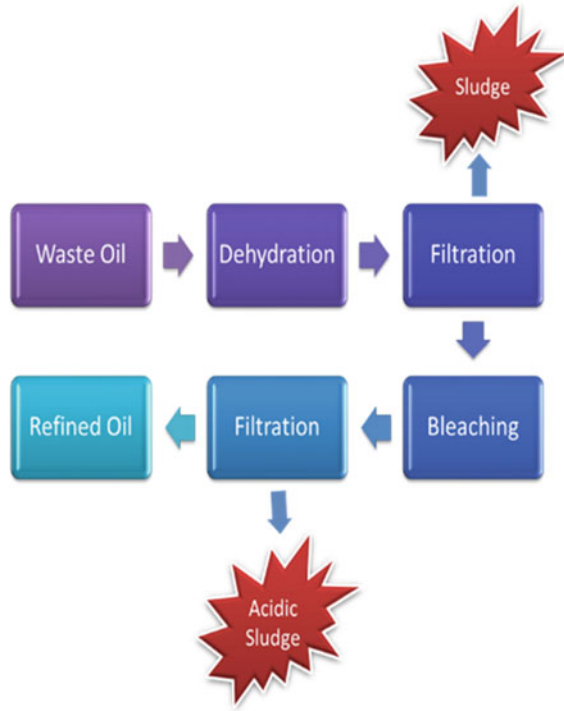 Sludge
Waste Oil
Dehydration
Filtration
Refined Oil
Filtration
Bleaching
Acidic
Sludge